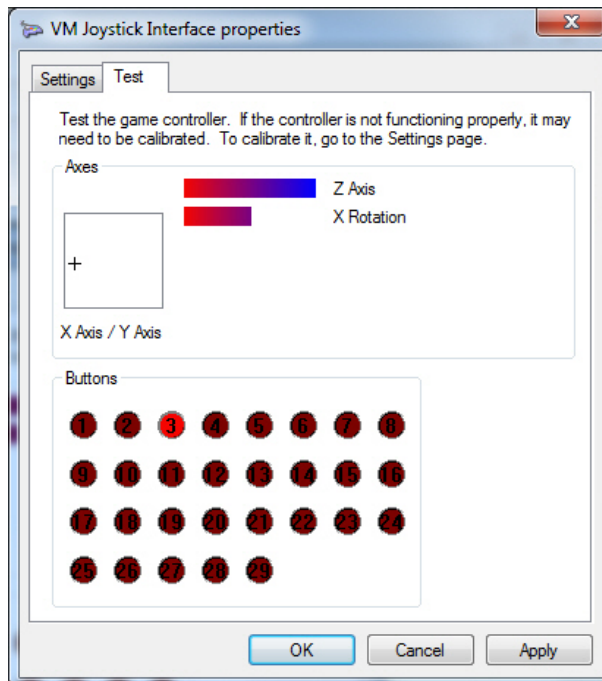 VM Joystick Interface properties
Settings Test
Test the game controller. If the controller is not functioning properly, it may
need to be calibrated. To calibrate it, go to the Settings page.
Axes
Z Axis
X Rotation
X Axis / Y Axis
Buttons
1 2 3 4 5 6 7 8
9 10 11 12 13 14 15 16
17 18 19 20 21 22 23 24
25 26 27 28 29
OK Cancel Apply